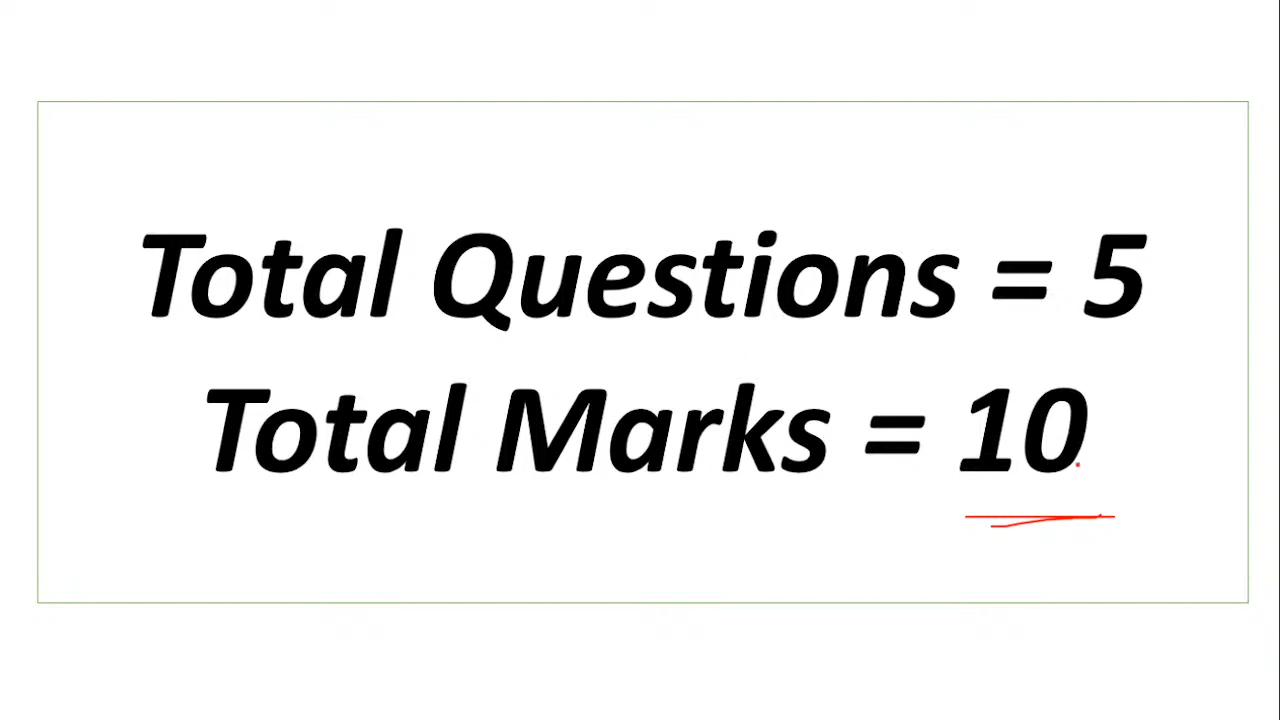 Total Questions = 5
Total Marks = 10